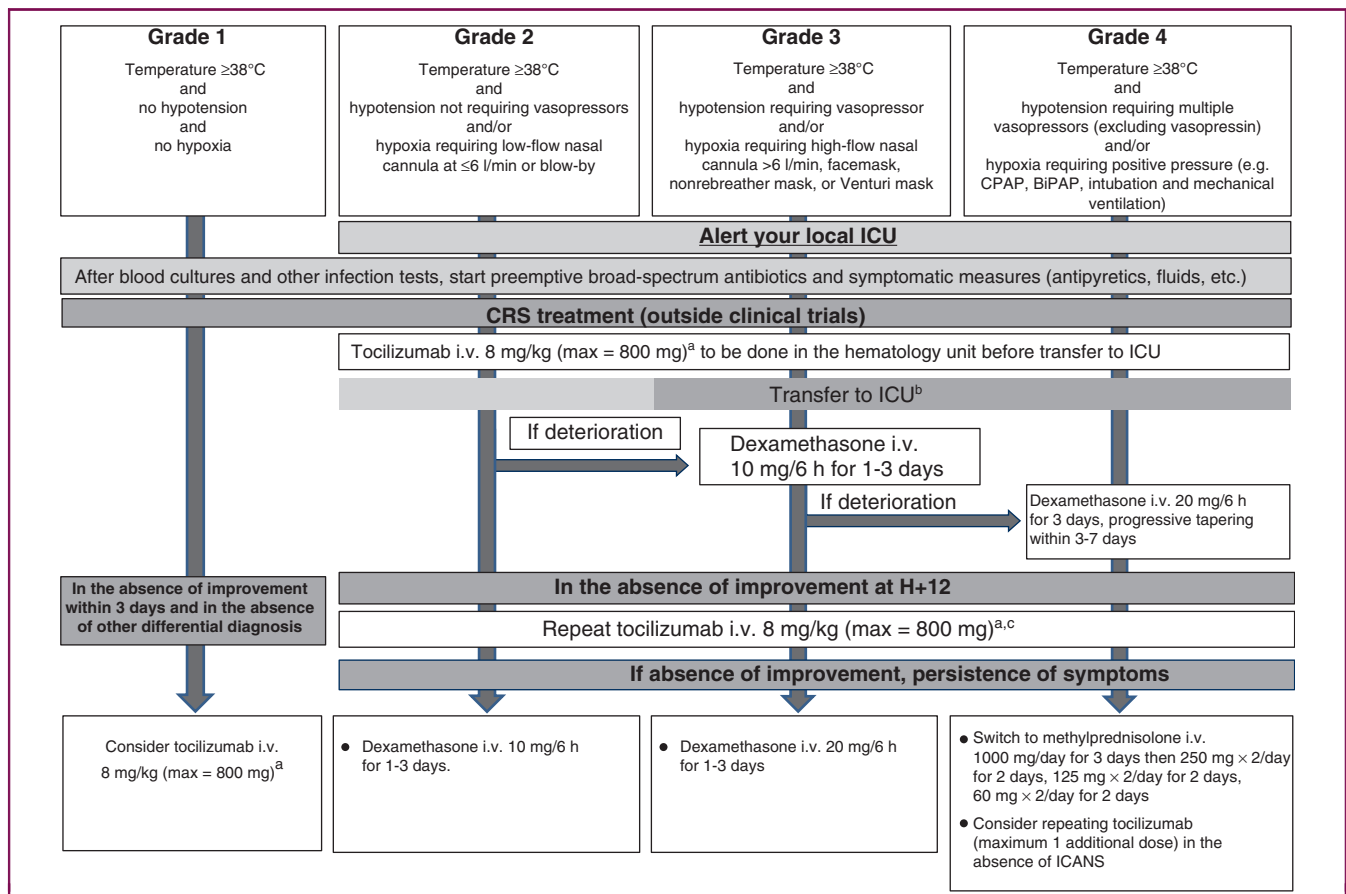 Grade 1
Temperature ≥38°C
and
no hypotension
and
no hypoxia
Grade 2
Temperature ≥38°C
and
hypotension not requiring vasopressors
and/or
hypoxia requiring low-flow nasal
cannula at ≤6 l/min or blow-by
Grade 3
Temperature ≥38°C
and
hypotension requiring vasopressor
and/or
hypoxia requiring high-flow nasal
cannula >6 l/min, facemask,
nonrebreather mask, or Venturi mask
Grade 4
Temperature ≥38°C
and
hypotension requiring multiple
vasopressors (excluding vasopressin)
and/or
hypoxia requiring positive pressure (e.g.
CPAP, BiPAP, intubation and mechanical
ventilation)
Alert your local ICU
After blood cultures and other infection tests, start preemptive broad-spectrum antibiotics and symptomatic measures (antipyretics, fluids, etc.)
CRS treatment (outside clinical trials)
Tocilizumab i.v. 8 mg/kg (max = 800 mg)a to be done in the hematology unit before transfer to ICU
Transfer to ICUb
If deterioration
Dexamethasone i.v.
10 mg/6 h for 1-3 days
If deterioration
Dexamethasone i.v. 20 mg/6 h
for 3 days, progressive tapering
within 3-7 days
In the absence of improvement
within 3 days and in the absence
of other differential diagnosis
In the absence of improvement at H+12
Repeat tocilizumab i.v. 8 mg/kg (max = 800 mg)a,c
If absence of improvement, persistence of symptoms
Consider tocilizumab i.v.
8 mg/kg (max = 800 mg)a
● Dexamethasone i.v. 10 mg/6 h
for 1-3 days.
● Dexamethasone i.v. 20 mg/6 h
for 1-3 days
● Switch to methylprednisolone i.v.
1000 mg/day for 3 days then 250 mg × 2/day
for 2 days, 125 mg × 2/day for 2 days,
60 mg × 2/day for 2 days
● Consider repeating tocilizumab
(maximum 1 additional dose) in the
absence of ICANS